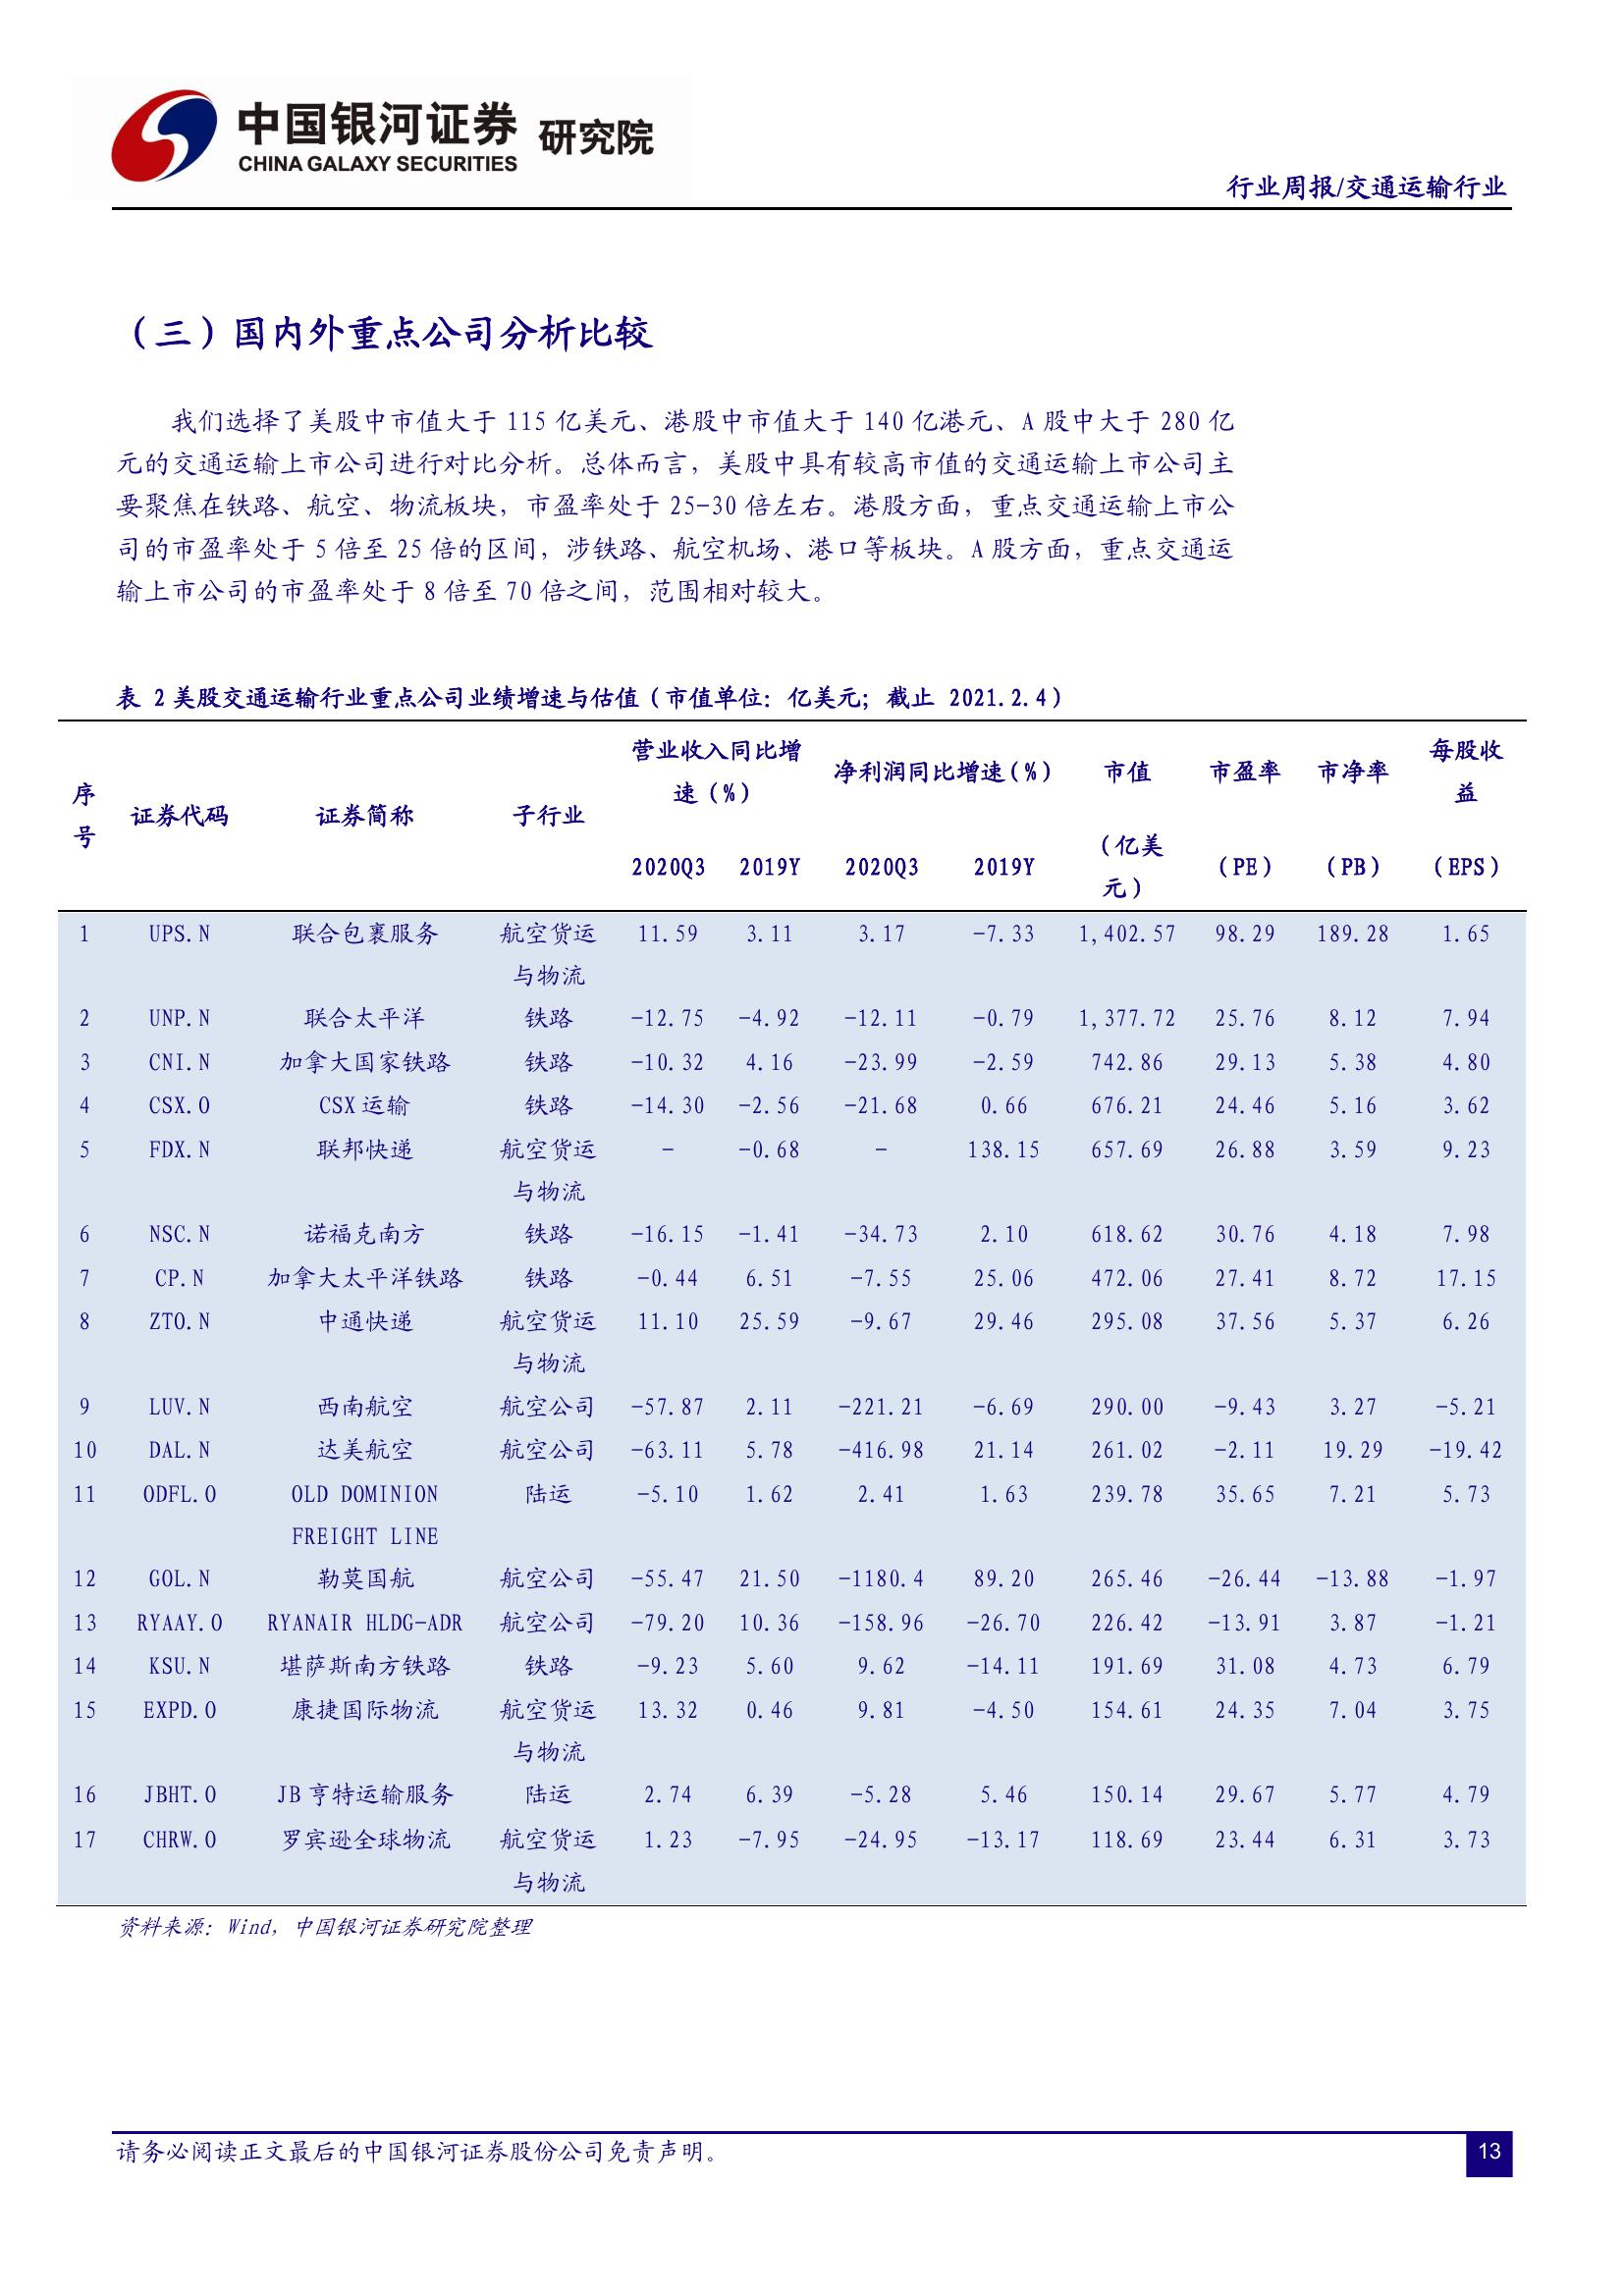 中国银河证券 研究院
CHINA GALAXY SECURITIES
行业周报/交通运输行业
（三）国内外重点公司分析比较
我们选择了美股中市值大于 115 亿美元、港股中市值大于 140 亿港元、A 股中大于 280 亿
元的交通运输上市公司进行对比分析。总体而言，美股中具有较高市值的交通运输上市公司主
要聚焦在铁路、航空、物流板块，市盈率处于 25-30 倍左右。港股方面，重点交通运输上市公
司的市盈率处于 5 倍至 25 倍的区间，涉铁路、航空机场、港口等板块。A 股方面，重点交通运
输上市公司的市盈率处于 8 倍至 70 倍之间，范围相对较大。
表 2 美股交通运输行业重点公司业绩增速与估值（市值单位：亿美元；截止 2021.2.4）
序号 证券代码 证券简称 子行业 营业收入同比增速（%） 净利润同比增速(%) 市值 市盈率 市净率 每股收益
2020Q3 2019Y 2020Q3 2019Y （亿美元） （PE） （PB） （EPS）
1 UPS.N 联合包裹服务 航空货运 11.59 3.11 3.17 -7.33 1,402.57 98.29 189.28 1.65
与物流
2 UNP.N 联合太平洋 铁路 -12.75 -4.92 -12.11 -0.79 1,377.72 25.76 8.12 7.94
3 CNI.N 加拿大国家铁路 铁路 -10.32 4.16 -23.99 -2.59 742.86 29.13 5.38 4.80
4 CSX.O CSX 运输 铁路 -14.30 -2.56 -21.68 0.66 676.21 24.46 5.16 3.62
5 FDX.N 联邦快递 航空货运 - -0.68 - 138.15 657.69 26.88 3.59 9.23
与物流
6 NSC.N 诺福克南方 铁路 -16.15 -1.41 -34.73 2.10 618.62 30.76 4.18 7.98
7 CP.N 加拿大太平洋铁路 铁路 -0.44 6.51 -7.55 25.06 472.06 27.41 8.72 17.15
8 ZTO.N 中通快递 航空货运 11.10 25.59 -9.67 29.46 295.08 37.56 5.37 6.26
与物流
9 LUV.N 西南航空 航空公司 -57.87 2.11 -221.21 -6.69 290.00 -9.43 3.27 -5.21
10 DAL.N 达美航空 航空公司 -63.11 5.78 -416.98 21.14 261.02 -2.11 19.29 -19.42
11 ODFL.O OLD DOMINION 陆运 -5.10 1.62 2.41 1.63 239.78 35.65 7.21 5.73
FREIGHT LINE
12 GOL.N 勒莫国航 航空公司 -55.47 21.50 -1180.4 89.20 265.46 -26.44 -13.88 -1.97
13 RYAAY.O RYANAIR HLDG-ADR 航空公司 -79.20 10.36 -158.96 -26.70 226.42 -13.91 3.87 -1.21
14 KSU.N 堪萨斯南方铁路 铁路 -9.23 5.60 9.62 -14.11 191.69 31.08 4.73 6.79
15 EXPD.O 康捷国际物流 航空货运 13.32 0.46 9.81 -4.50 154.61 24.35 7.04 3.75
与物流
16 JBHT.O JB 亨特运输服务 陆运 2.74 6.39 -5.28 5.46 150.14 29.67 5.77 4.79
17 CHRW.O 罗宾逊全球物流 航空货运 1.23 -7.95 -24.95 -13.17 118.69 23.44 6.31 3.73
与物流
资料来源：Wind，中国银河证券研究院整理
请务必阅读正文最后的中国银河证券股份公司免责声明。
13